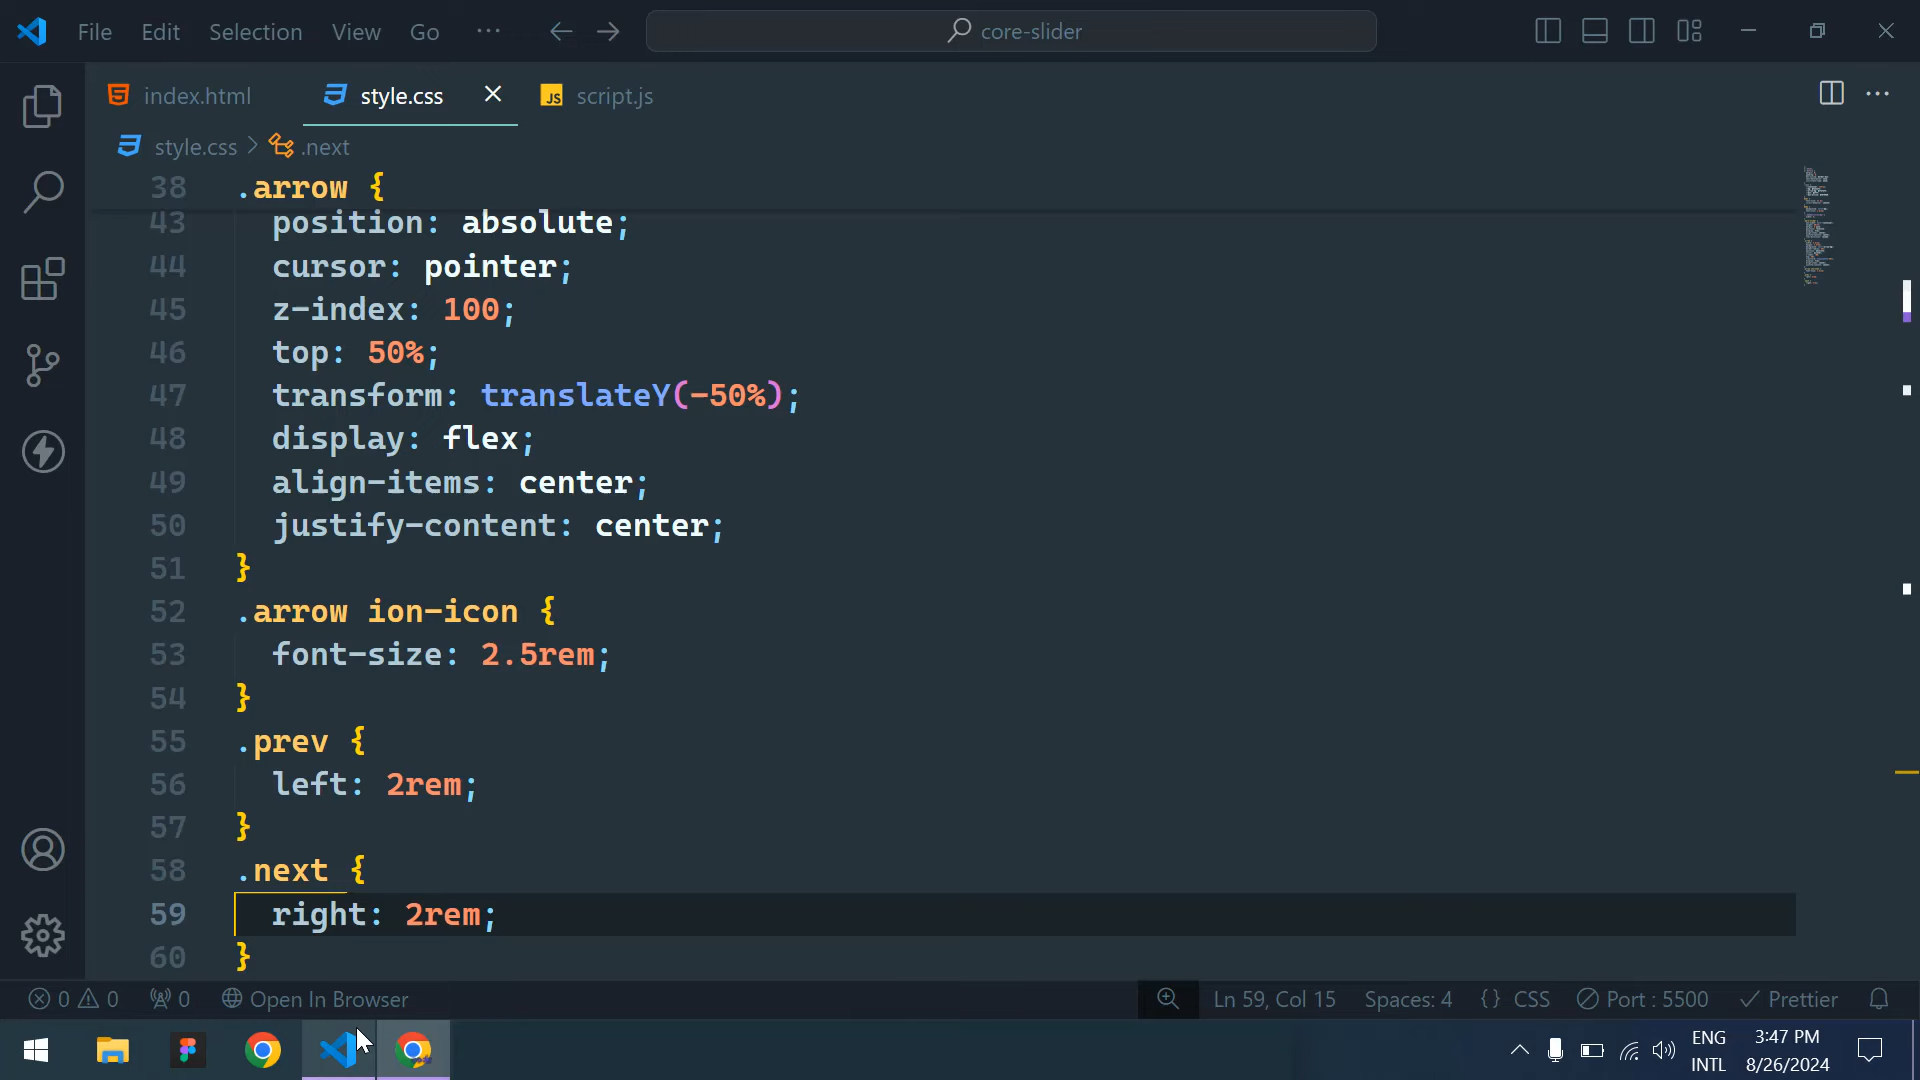 File Edit Selection View Go ··· core-slider
index.html style.css script.js
style.css > .next
38 .arrow {
43 position: absolute;
44 cursor: pointer;
45 z-index: 100;
46 top: 50%;
47 transform: translateY(-50%);
48 display: flex;
49 align-items: center;
50 justify-content: center;
51 }
52 .arrow ion-icon {
53 font-size: 2.5rem;
54 }
55 .prev {
56 left: 2rem;
57 }
58 .next {
59 right: 2rem;
60 }
0 0 0 Open In Browser Ln 59, Col 15 Spaces: 4 {} CSS Port : 5500 Prettier
ENG 3:47 PM
INTL 8/26/2024